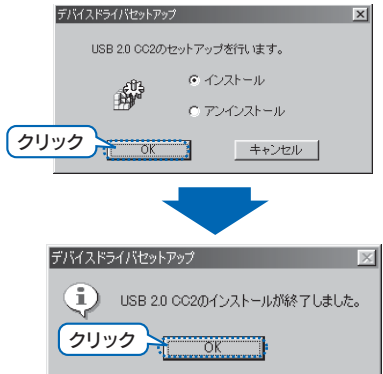 デバイスドライバセットアップ
USB 2.0 CC2のセットアップを行います。
インストール
アンインストール
クリック
OK
キャンセル
デバイスドライバセットアップ
USB 2.0 CC2のインストールが終了しました。
クリック
OK